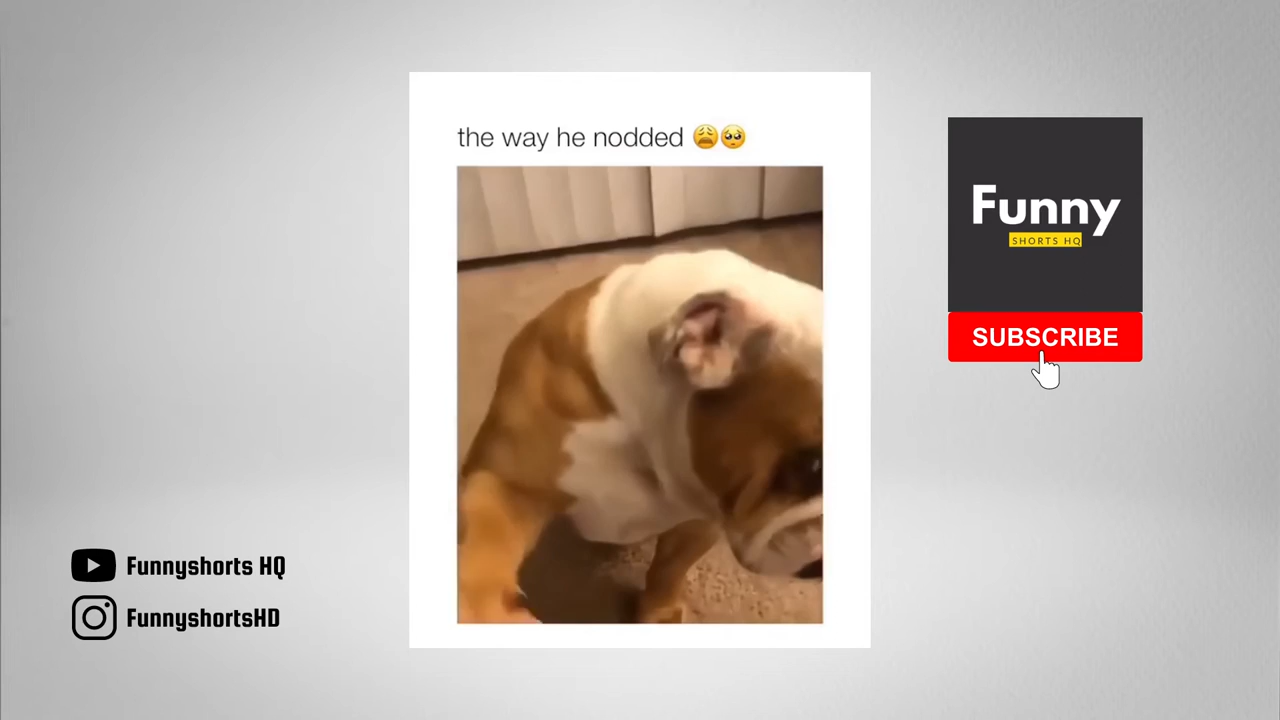 the way he nodded 😩🥺
Funny
SHORTS HQ
SUBSCRIBE
Funnyshorts HQ
FunnyshortsHD